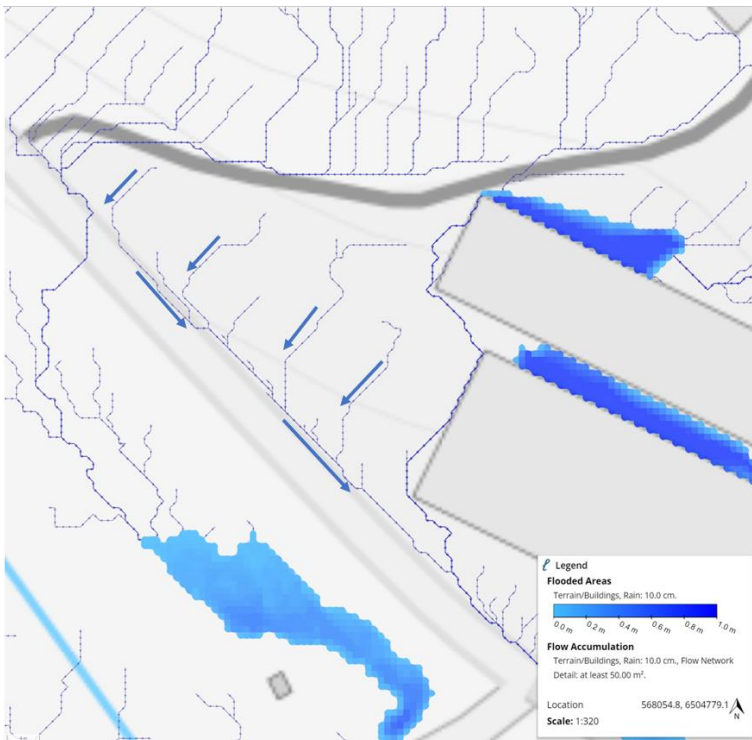 Legend
Flooded Areas
Terrain/Buildings, Rain: 10.0 cm.
0.0 m 0.2 m 0.4 m 0.6 m 0.8 m 1.0 m
Flow Accumulation
Terrain/Buildings, Rain: 10.0 cm., Flow Network
Detail: at least 50.00 m².
Location 568054.8, 6504779.1
N
Scale: 1:320